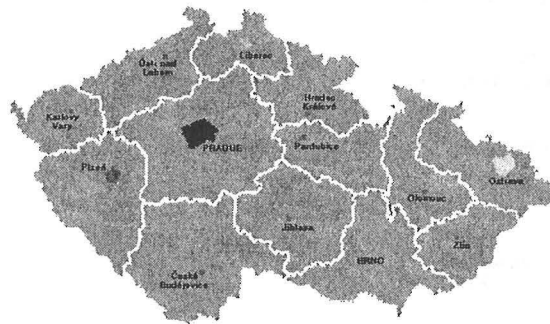 Liberec
Ústí nad
Labem
Hradec
Králové
Karlovy
Vary
PRAGUE
Pardubice
Plzeň
Ostrava
Olomouc
Jihlava
Zlín
BRNO
České
Budějovice